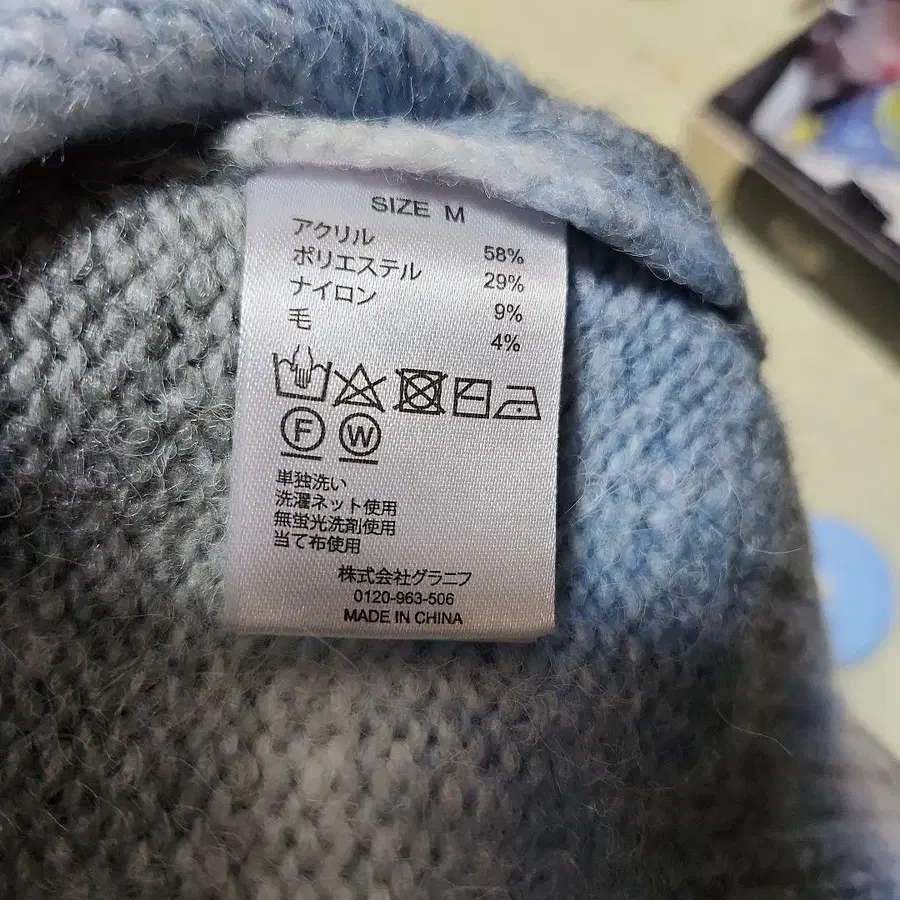 SIZE M
アクリル 58%
ポリエステル 29%
ナイロン 9%
毛 4%
F W
単独洗い
洗濯ネット使用
無蛍光洗剤使用
当て布使用
株式会社グラニフ
0120-963-506
MADE IN CHINA